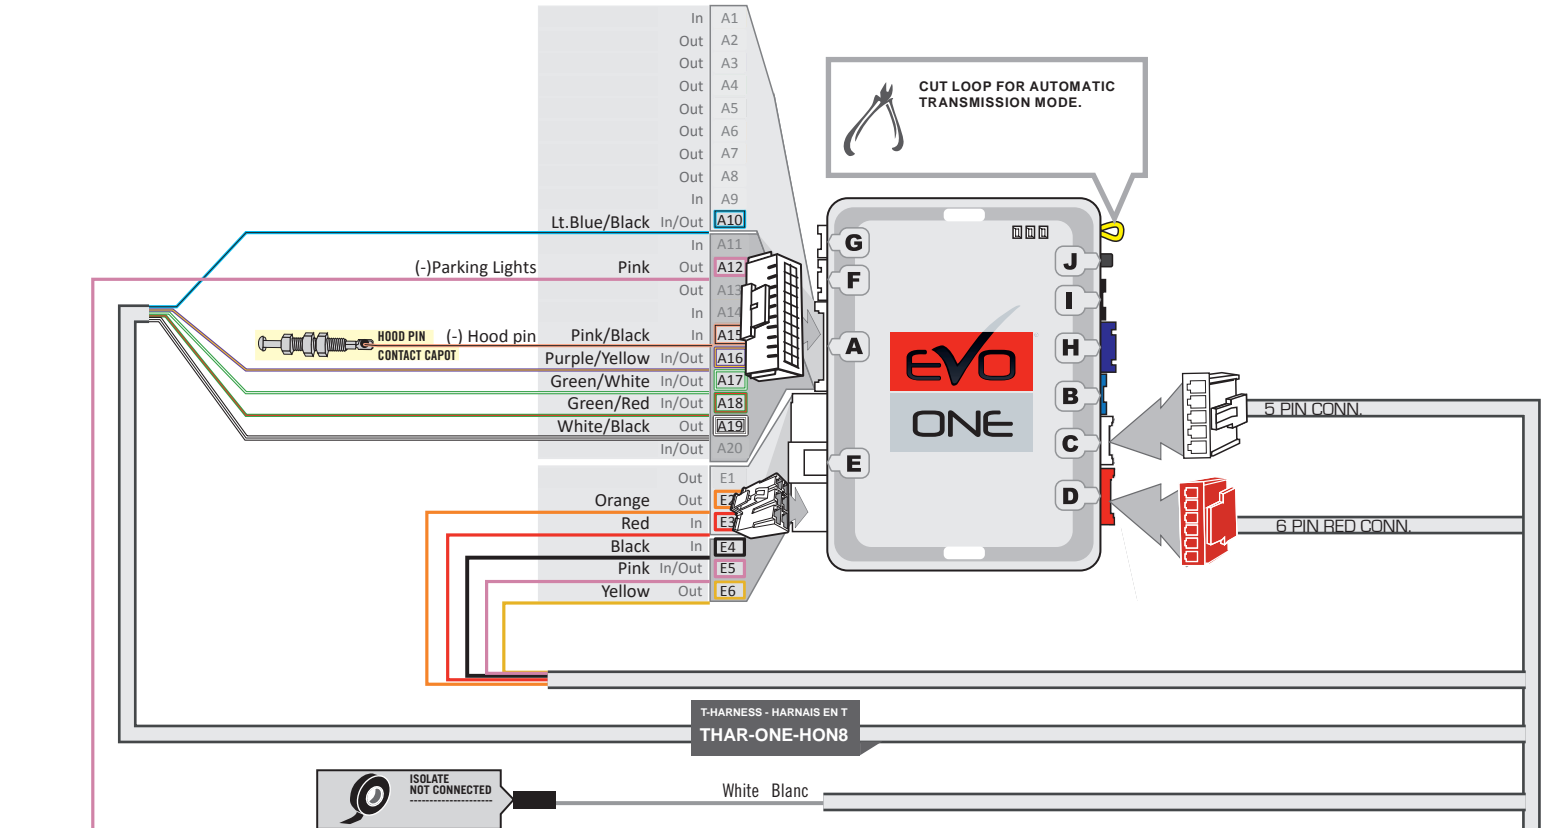 In A1
Out A2
Out A3
Out A4
Out A5
Out A6
Out A7
Out A8
In A9
Lt.Blue/Black In/Out A10
In A11
(-)Parking Lights Pink Out A12
Out A13
In A14
HOOD PIN (-) Hood pin Pink/Black In A15
CONTACT CAPOT
Purple/Yellow In/Out A16
Green/White In/Out A17
Green/Red In/Out A18
White/Black Out A19
In/Out A20
Out E1
Orange Out E2
Red In E3
Black In E4
Pink In/Out E5
Yellow Out E6
CUT LOOP FOR AUTOMATIC
TRANSMISSION MODE.
G
F
A
E
J
I
H
B
C
D
EVO
ONE
5 PIN CONN.
6 PIN RED CONN.
T-HARNESS - HARNAIS EN T
THAR-ONE-HON8
ISOLATE
NOT CONNECTED
White Blanc